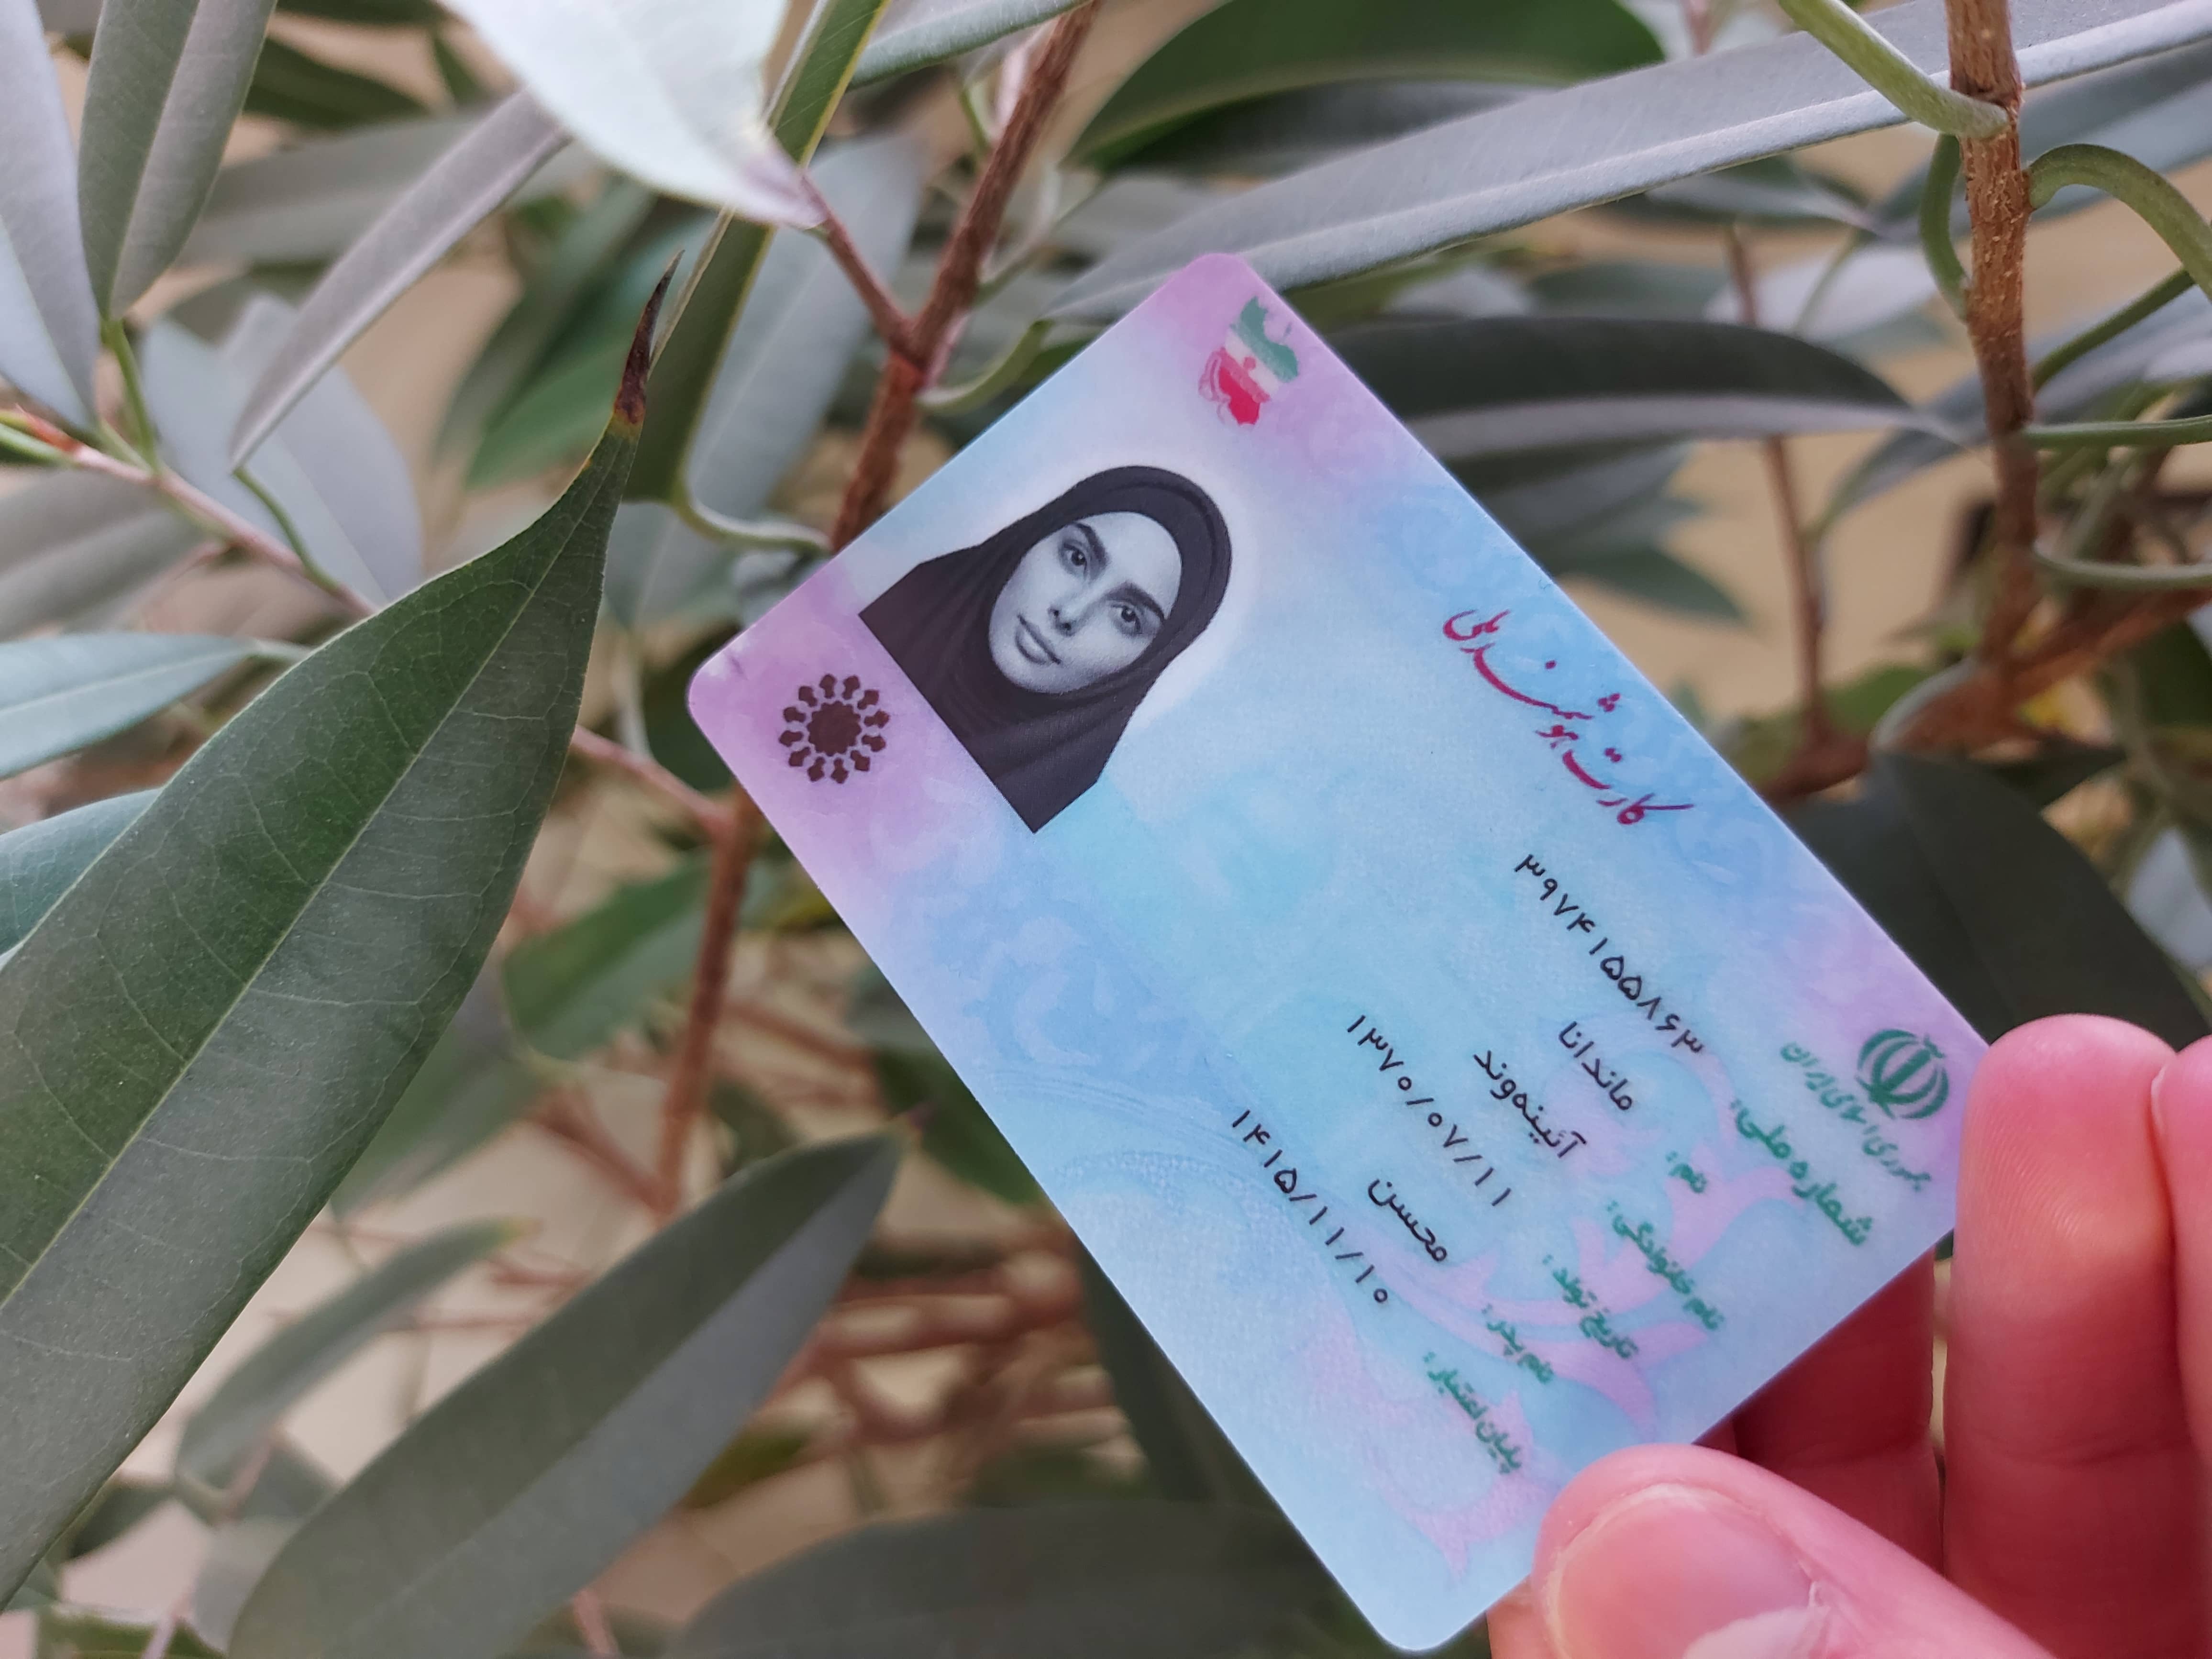 کارت هوشمند ملی
جمهوری اسلامی ایران
شماره ملی: ۳۹۷۴۱۵۵۸۶۳
نام: ماندانا
نام خانوادگی: آئینه‌وند
تاریخ تولد: ۱۳۷۰/۰۷/۱۱
نام پدر: محسن
پایان اعتبار: ۱۴۱۵/۱۱/۱۰